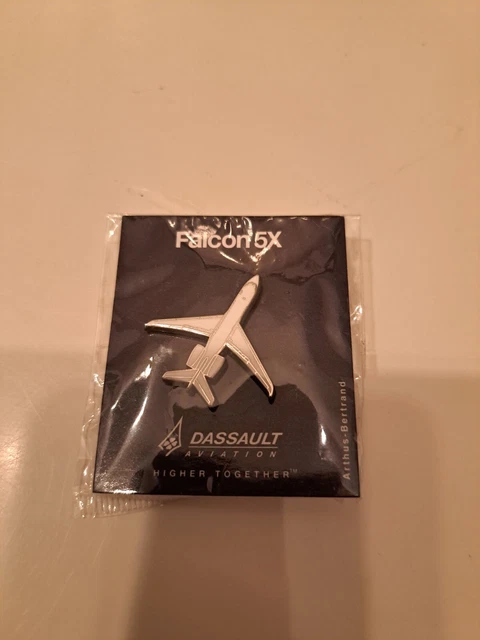 Falcon 5X
DASSAULT
AVIATION
HIGHER TOGETHER™
Arthus-Bertrand